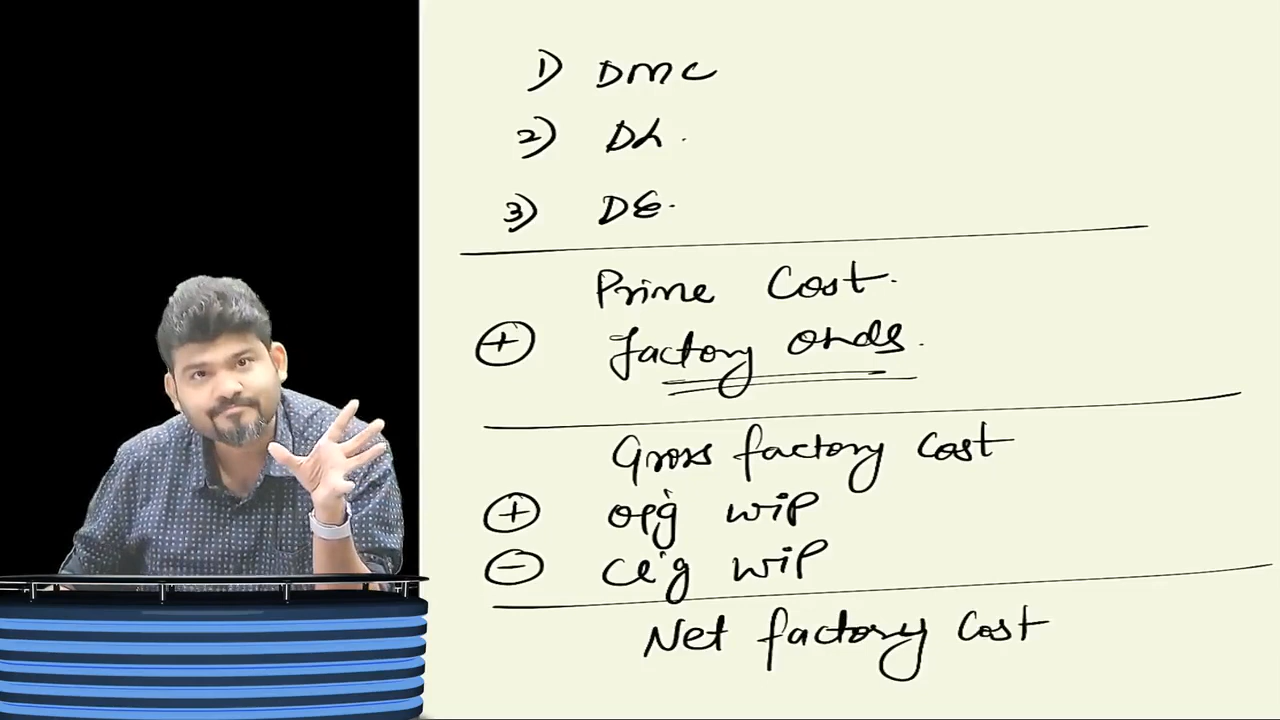 1) DMC
2) DL.
3) DE.
Prime Cost.
+ factory OHDS.
Gross factory cost
+ opg WIP
- clg WIP
Net factory cost